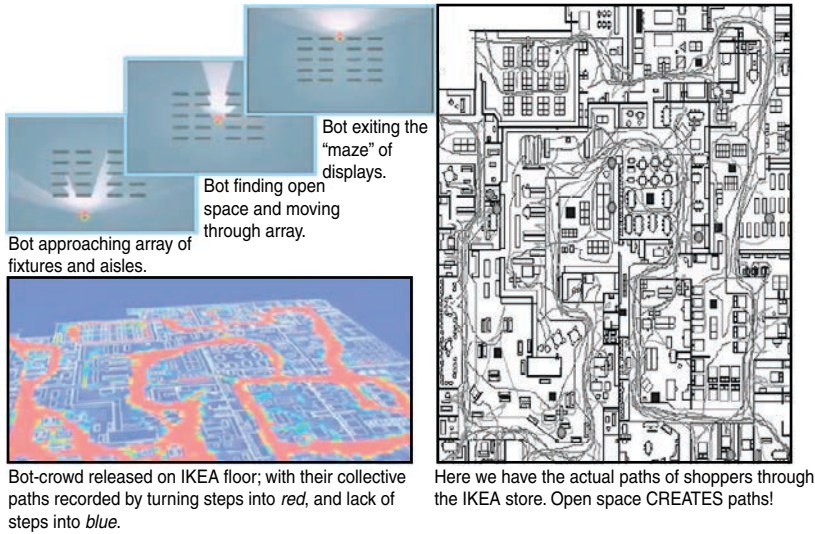 Bot exiting the
“maze” of
displays.
Bot finding open
space and moving
through array.
Bot approaching array of
fixtures and aisles.
Bot-crowd released on IKEA floor; with their collective
paths recorded by turning steps into red, and lack of
steps into blue.
Here we have the actual paths of shoppers through
the IKEA store. Open space CREATES paths!